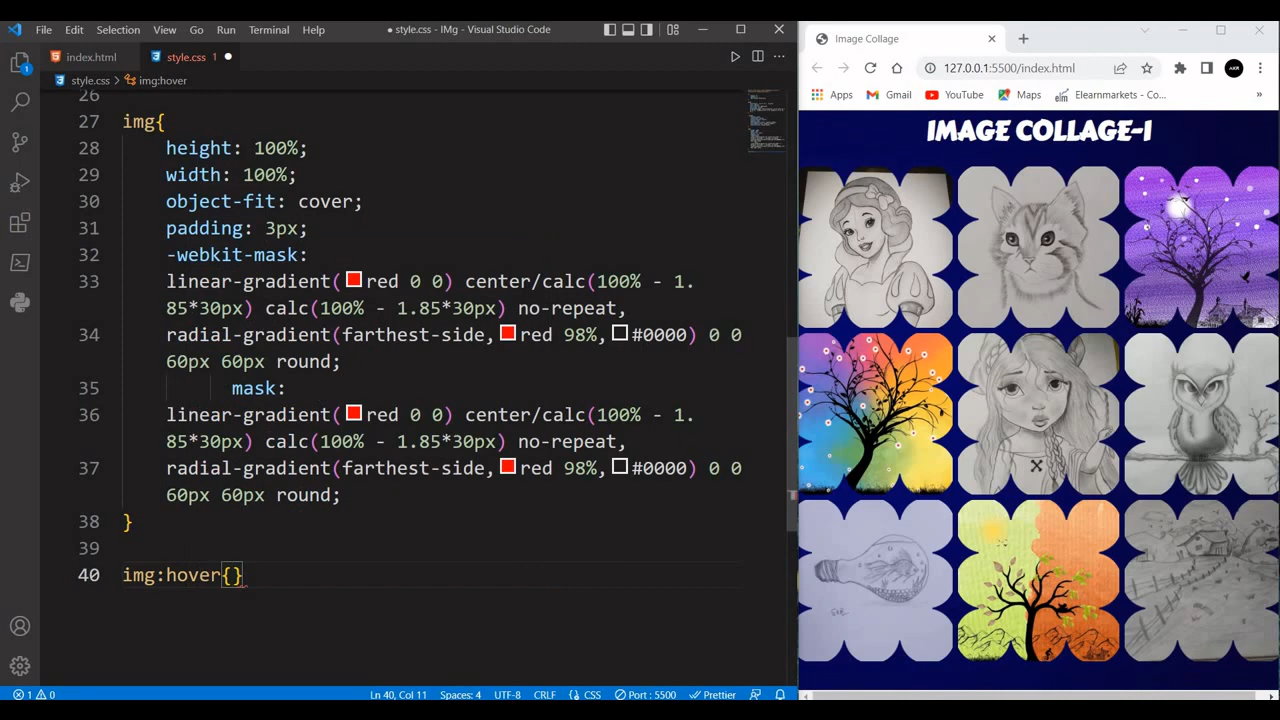 File Edit Selection View Go Run Terminal Help
● style.css - IMg - Visual Studio Code
index.html
style.css 1 ●
style.css > img:hover
26
27 img{
28 height: 100%;
29 width: 100%;
30 object-fit: cover;
31 padding: 3px;
32 -webkit-mask:
33 linear-gradient(red 0 0) center/calc(100% - 1.
85*30px) calc(100% - 1.85*30px) no-repeat,
34 radial-gradient(farthest-side,red 98%,#0000) 0 0
60px 60px round;
35 mask:
36 linear-gradient(red 0 0) center/calc(100% - 1.
85*30px) calc(100% - 1.85*30px) no-repeat,
37 radial-gradient(farthest-side,red 98%,#0000) 0 0
60px 60px round;
38 }
39
40 img:hover{}
1
1 0 Ln 40, Col 11 Spaces: 4 UTF-8 CRLF {} CSS Port : 5500 Prettier
Image Collage
127.0.0.1:5500/index.html
Apps Gmail YouTube Maps elm Elearnmarkets - Co... »
IMAGE COLLAGE-1